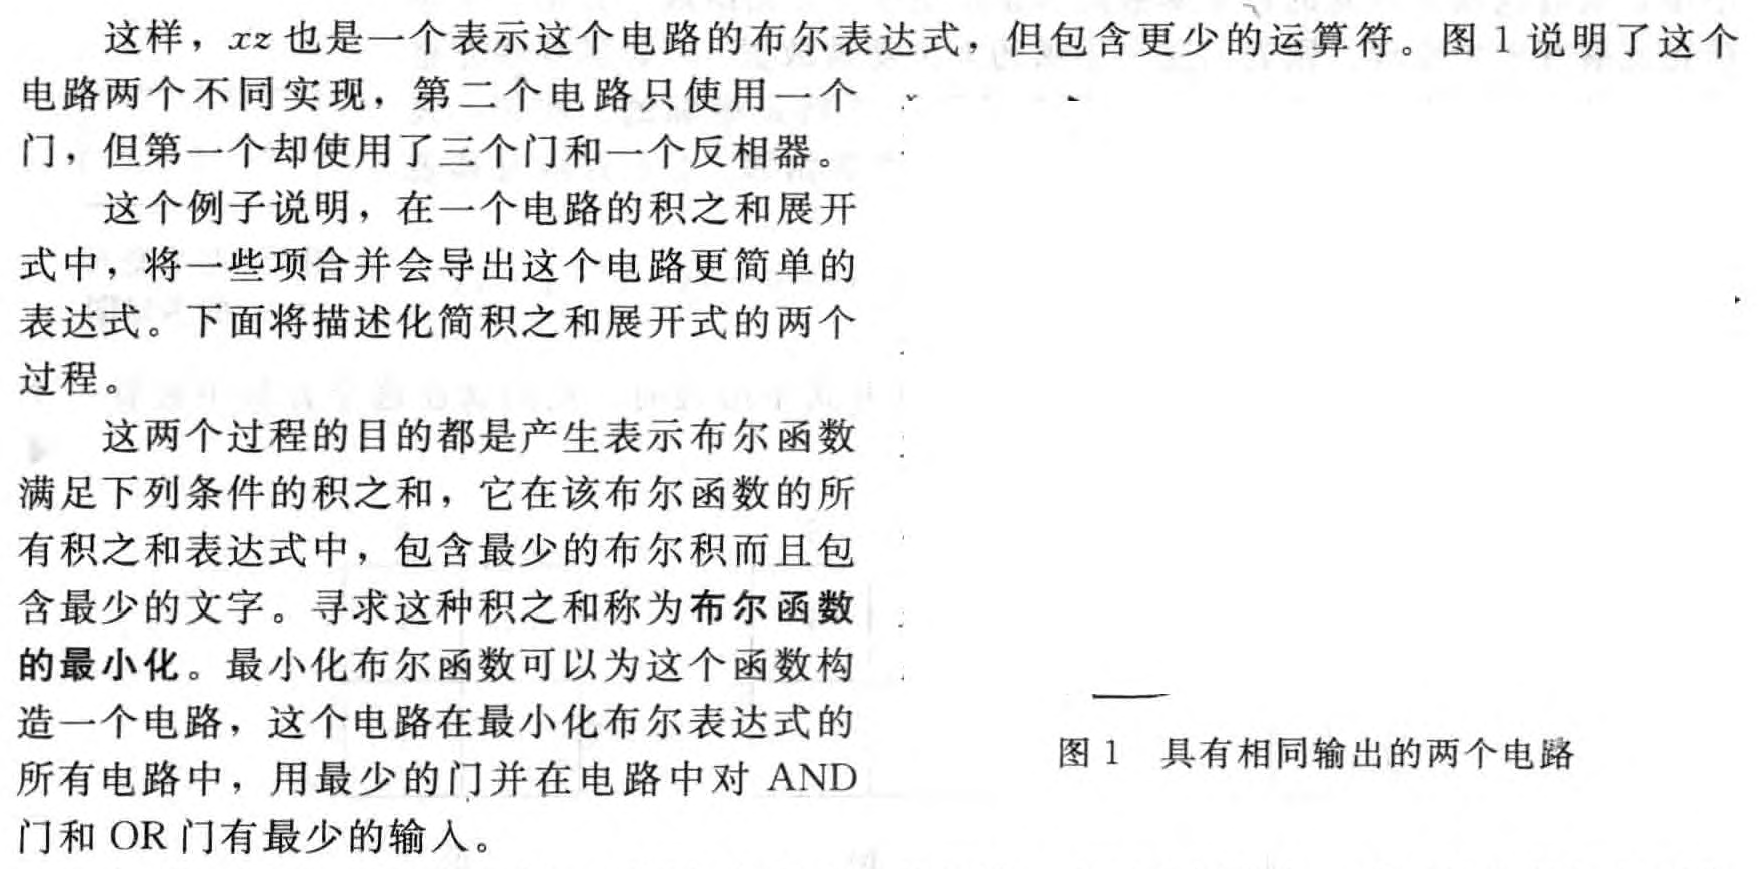 这样，xz 也是一个表示这个电路的布尔表达式，但包含更少的运算符。图 1 说明了这个
电路两个不同实现，第二个电路只使用一个
门，但第一个却使用了三个门和一个反相器。
这个例子说明，在一个电路的积之和展开
式中，将一些项合并会导出这个电路更简单的
表达式。下面将描述化简积之和展开式的两个
过程。
这两个过程的目的都是产生表示布尔函数
满足下列条件的积之和，它在该布尔函数的所
有积之和表达式中，包含最少的布尔积而且包
含最少的文字。寻求这种积之和称为布尔函数
的最小化。最小化布尔函数可以为这个函数构
造一个电路，这个电路在最小化布尔表达式的
所有电路中，用最少的门并在电路中对 AND
门和 OR 门有最少的输入。
图 1 具有相同输出的两个电路